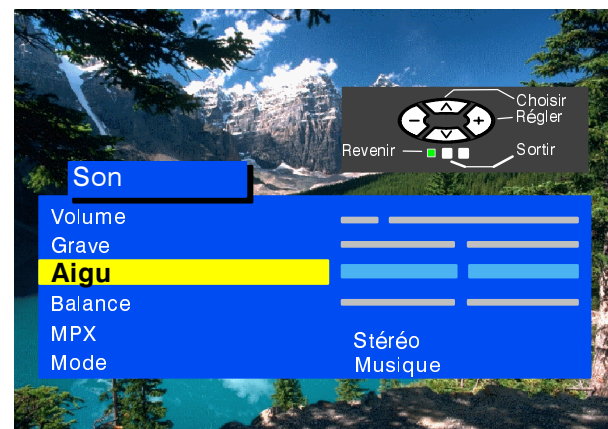 Choisir
Régler
Revenir
Sortir
Son
Volume
Grave
Aigu
Balance
MPX
Stéréo
Mode
Musique